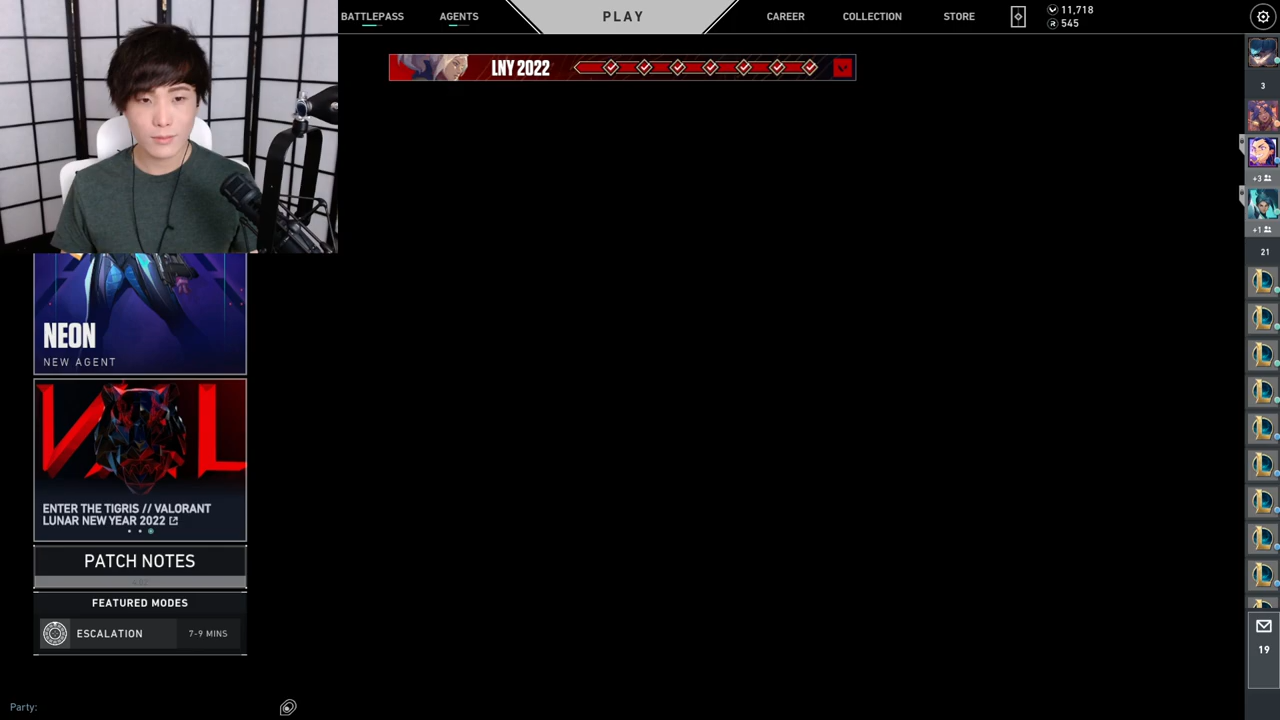 BATTLEPASS
AGENTS
PLAY
CAREER
COLLECTION
STORE
11,718
545
LNY 2022
3
+3
+1
21
NEON
NEW AGENT
ENTER THE TIGRIS // VALORANT
LUNAR NEW YEAR 2022
PATCH NOTES
FEATURED MODES
ESCALATION
7-9 MINS
19
Party: